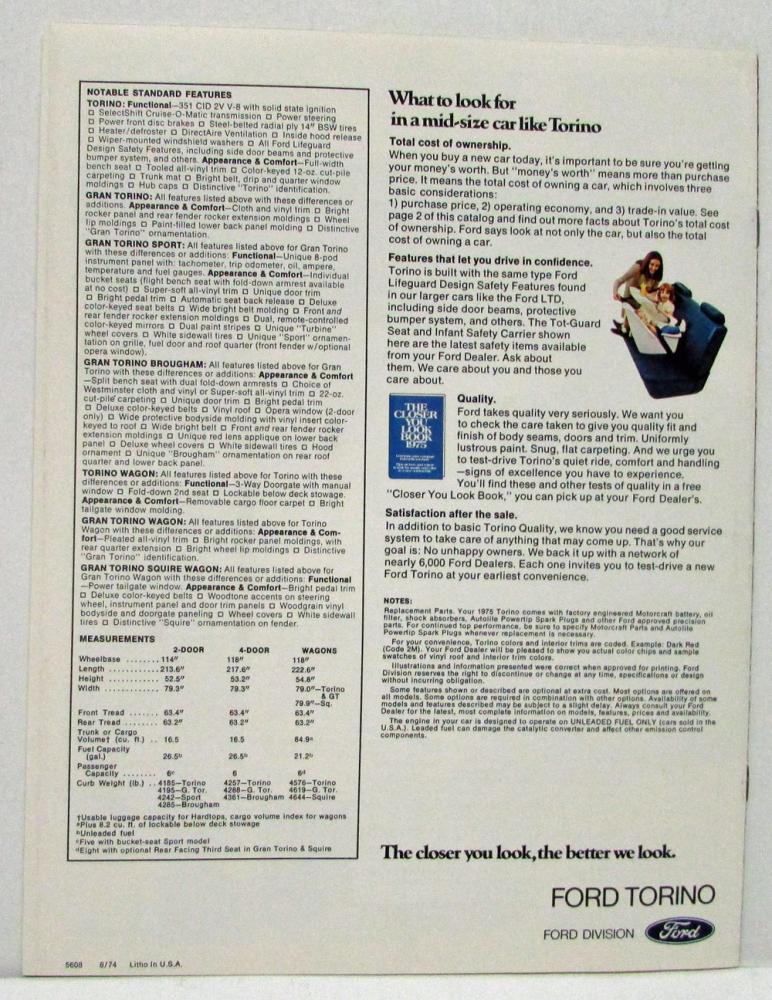 NOTABLE STANDARD FEATURES
TORINO: Functional—351 CID 2V V-8 with solid state ignition
□ SelectShift Cruise-O-Matic transmission □ Power steering
□ Power front disc brakes □ Steel-belted radial ply 14" BSW tires
□ Heater/defroster □ DirectAire Ventilation □ Inside hood release
□ Wiper-mounted windshield washers □ All Ford Lifeguard
Design Safety Features, including side door beams and protective
bumper system, and others. Appearance & Comfort—Full-width
bench seat □ Tooled all-vinyl trim □ Color-keyed 12-oz. cut-pile
carpeting □ Trunk mat □ Bright belt, drip and quarter window
moldings □ Hub caps □ Distinctive "Torino" identification.
GRAN TORINO: All features listed above with these differences or
additions. Appearance & Comfort—Cloth and vinyl trim □ Bright
rocker panel and rear fender rocker extension moldings □ Wheel
lip moldings □ Paint-filled lower back panel molding □ Distinctive
"Gran Torino" ornamentation.
GRAN TORINO SPORT: All features listed above for Gran Torino
with these differences or additions: Functional—Unique 8-pod
instrument panel with: tachometer, trip odometer, oil, ampere,
temperature and fuel gauges. Appearance & Comfort—Individual
bucket seats (flight bench seat with fold-down armrest available
at no cost) □ Super-soft all-vinyl trim □ Unique door trim
□ Bright pedal trim □ Automatic seat back release □ Deluxe
color-keyed seat belts □ Wide bright belt molding □ Front and
rear fender rocker extension moldings □ Dual, remote-controlled
color-keyed mirrors □ Dual paint stripes □ Unique "Turbine"
wheel covers □ White sidewall tires □ Unique "Sport" ornamen-
tation on grille, fuel door and roof quarter (front fender w/optional
opera window).
GRAN TORINO BROUGHAM: All features listed above for Gran
Torino with these differences or additions: Appearance & Comfort
—Split bench seat with dual fold-down armrests □ Choice of
Westminster cloth and vinyl or Super-soft all-vinyl trim □ 22-oz.
cut-pile carpeting □ Unique door trim □ Bright pedal trim
□ Deluxe color-keyed belts □ Vinyl roof □ Opera window (2-door
only) □ Wide protective bodyside molding with vinyl insert color-
keyed to roof □ Wide bright belt □ Front and rear fender rocker
extension moldings □ Unique red lens applique on lower back
panel □ Deluxe wheel covers □ White sidewall tires □ Hood
ornament □ Unique "Brougham" ornamentation on rear roof
quarter and lower back panel.
TORINO WAGON: All features listed above for Torino with these
differences or additions: Functional—3-Way Doorgate with manual
window □ Fold-down 2nd seat □ Lockable below deck stowage.
Appearance & Comfort—Removable cargo floor carpet □ Bright
tailgate window molding.
GRAN TORINO WAGON: All features listed above for Torino
Wagon with these differences or additions: Appearance & Com-
fort—Pleated all-vinyl trim □ Bright rocker panel moldings, with
rear quarter extension □ Bright wheel lip moldings □ Distinctive
"Gran Torino" identification.
GRAN TORINO SQUIRE WAGON: All features listed above for
Gran Torino Wagon with these differences or additions: Functional
—Power tailgate window. Appearance & Comfort—Bright pedal trim
□ Deluxe color-keyed belts □ Woodtone accents on steering
wheel, instrument panel and door trim panels □ Woodgrain vinyl
bodyside and doorgate paneling □ Wheel covers □ White sidewall
tires □ Distinctive "Squire" ornamentation on fender.
MEASUREMENTS
2-DOOR 4-DOOR WAGONS
Wheelbase ....... 114" 118" 118"
Length ........... 213.6" 217.6" 222.6"
Height ........... 52.5" 53.2" 54.8"
Width ............ 79.3" 79.3" 79.0"—Torino
& GT
79.9"—Sq.
Front Tread ...... 63.4" 63.4" 63.4"
Rear Tread ....... 63.2" 63.2" 63.2"
Trunk or Cargo
Volume† (cu. ft.) .. 16.5 16.5 84.9ᵃ
Fuel Capacity
(gal.) 26.5ᵇ 26.5ᵇ 21.2ᵇ
Passenger
Capacity ........ 6ᶜ 6 6ᵈ
Curb Weight (lb.) .. 4185—Torino 4257—Torino 4576—Torino
4195—G. Tor. 4288—G. Tor. 4619—G. Tor.
4242—Sport 4361—Brougham 4644—Squire
4285—Brougham
†Usable luggage capacity for Hardtops, cargo volume index for wagons
ᵃPlus 8.2 cu. ft. of lockable below deck stowage
ᵇUnleaded fuel
ᶜFive with bucket-seat Sport model
ᵈEight with optional Rear Facing Third Seat in Gran Torino & Squire
5608 8/74 Litho in U.S.A.
What to look for
in a mid-size car like Torino
Total cost of ownership.
When you buy a new car today, it's important to be sure you're getting
your money's worth. But "money's worth" means more than purchase
price. It means the total cost of owning a car, which involves three
basic considerations:
1) purchase price, 2) operating economy, and 3) trade-in value. See
page 2 of this catalog and find out more facts about Torino's total cost
of ownership. Ford says look at not only the car, but also the total
cost of owning a car.
Features that let you drive in confidence.
Torino is built with the same type Ford
Lifeguard Design Safety Features found
in our larger cars like the Ford LTD,
including side door beams, protective
bumper system, and others. The Tot-Guard
Seat and Infant Safety Carrier shown
here are the latest safety items available
from your Ford Dealer. Ask about
them. We care about you and those you
care about.
THE
CLOSER
YOU
LOOK
BOOK
1975
Quality.
Ford takes quality very seriously. We want you
to check the care taken to give you quality fit and
finish of body seams, doors and trim. Uniformly
lustrous paint. Snug, flat carpeting. And we urge you
to test-drive Torino's quiet ride, comfort and handling
—signs of excellence you have to experience.
You'll find these and other tests of quality in a free
"Closer You Look Book," you can pick up at your Ford Dealer's.
Satisfaction after the sale.
In addition to basic Torino Quality, we know you need a good service
system to take care of anything that may come up. That's why our
goal is: No unhappy owners. We back it up with a network of
nearly 6,000 Ford Dealers. Each one invites you to test-drive a new
Ford Torino at your earliest convenience.
NOTES:
Replacement Parts. Your 1975 Torino comes with factory engineered Motorcraft battery, oil
filter, shock absorbers, Autolite Powertip Spark Plugs and other Ford approved precision
parts. For continued top performance, be sure to specify Motorcraft Parts and Autolite
Powertip Spark Plugs whenever replacement is necessary.
For your convenience, Torino colors and interior trims are coded. Example: Dark Red
(Code 2M). Your Ford Dealer will be pleased to show you actual color chips and sample
swatches of vinyl roof and interior trim colors.
Illustrations and information presented were correct when approved for printing. Ford
Division reserves the right to discontinue or change at any time, specifications or design
without incurring obligation.
Some features shown or described are optional at extra cost. Most options are offered on
all models. Some options are required in combination with other options. Availability of some
models and features described may be subject to a slight delay. Always consult your Ford
Dealer for the latest, most complete information on models, features, prices and availability.
The engine in your car is designed to operate on UNLEADED FUEL ONLY (cars sold in the
U.S.A.). Leaded fuel can damage the catalytic converter and affect other emission control
components.
The closer you look, the better we look.
FORD TORINO
FORD DIVISION Ford